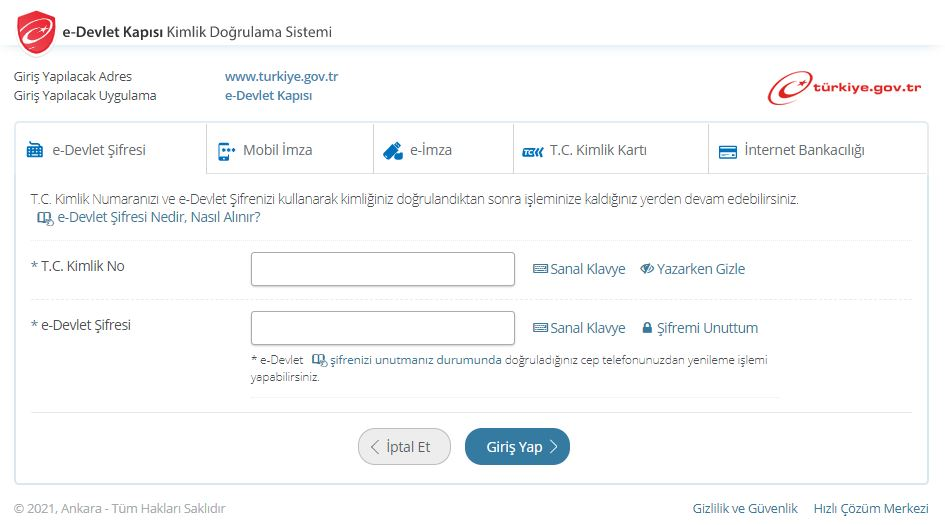 e-Devlet Kapısı Kimlik Doğrulama Sistemi
Giriş Yapılacak Adres www.turkiye.gov.tr
Giriş Yapılacak Uygulama e-Devlet Kapısı
türkiye.gov.tr
e-Devlet Şifresi Mobil İmza e-İmza T.C. Kimlik Kartı İnternet Bankacılığı
T.C. Kimlik Numaranızı ve e-Devlet Şifrenizi kullanarak kimliğiniz doğrulandıktan sonra işleminize kaldığınız yerden devam edebilirsiniz.
e-Devlet Şifresi Nedir, Nasıl Alınır?
* T.C. Kimlik No Sanal Klavye Yazarken Gizle
* e-Devlet Şifresi Sanal Klavye Şifremi Unuttum
* e-Devlet şifrenizi unutmanız durumunda doğruladığınız cep telefonunuzdan yenileme işlemi
yapabilirsiniz.
İptal Et Giriş Yap
© 2021, Ankara - Tüm Hakları Saklıdır Gizlilik ve Güvenlik Hızlı Çözüm Merkezi